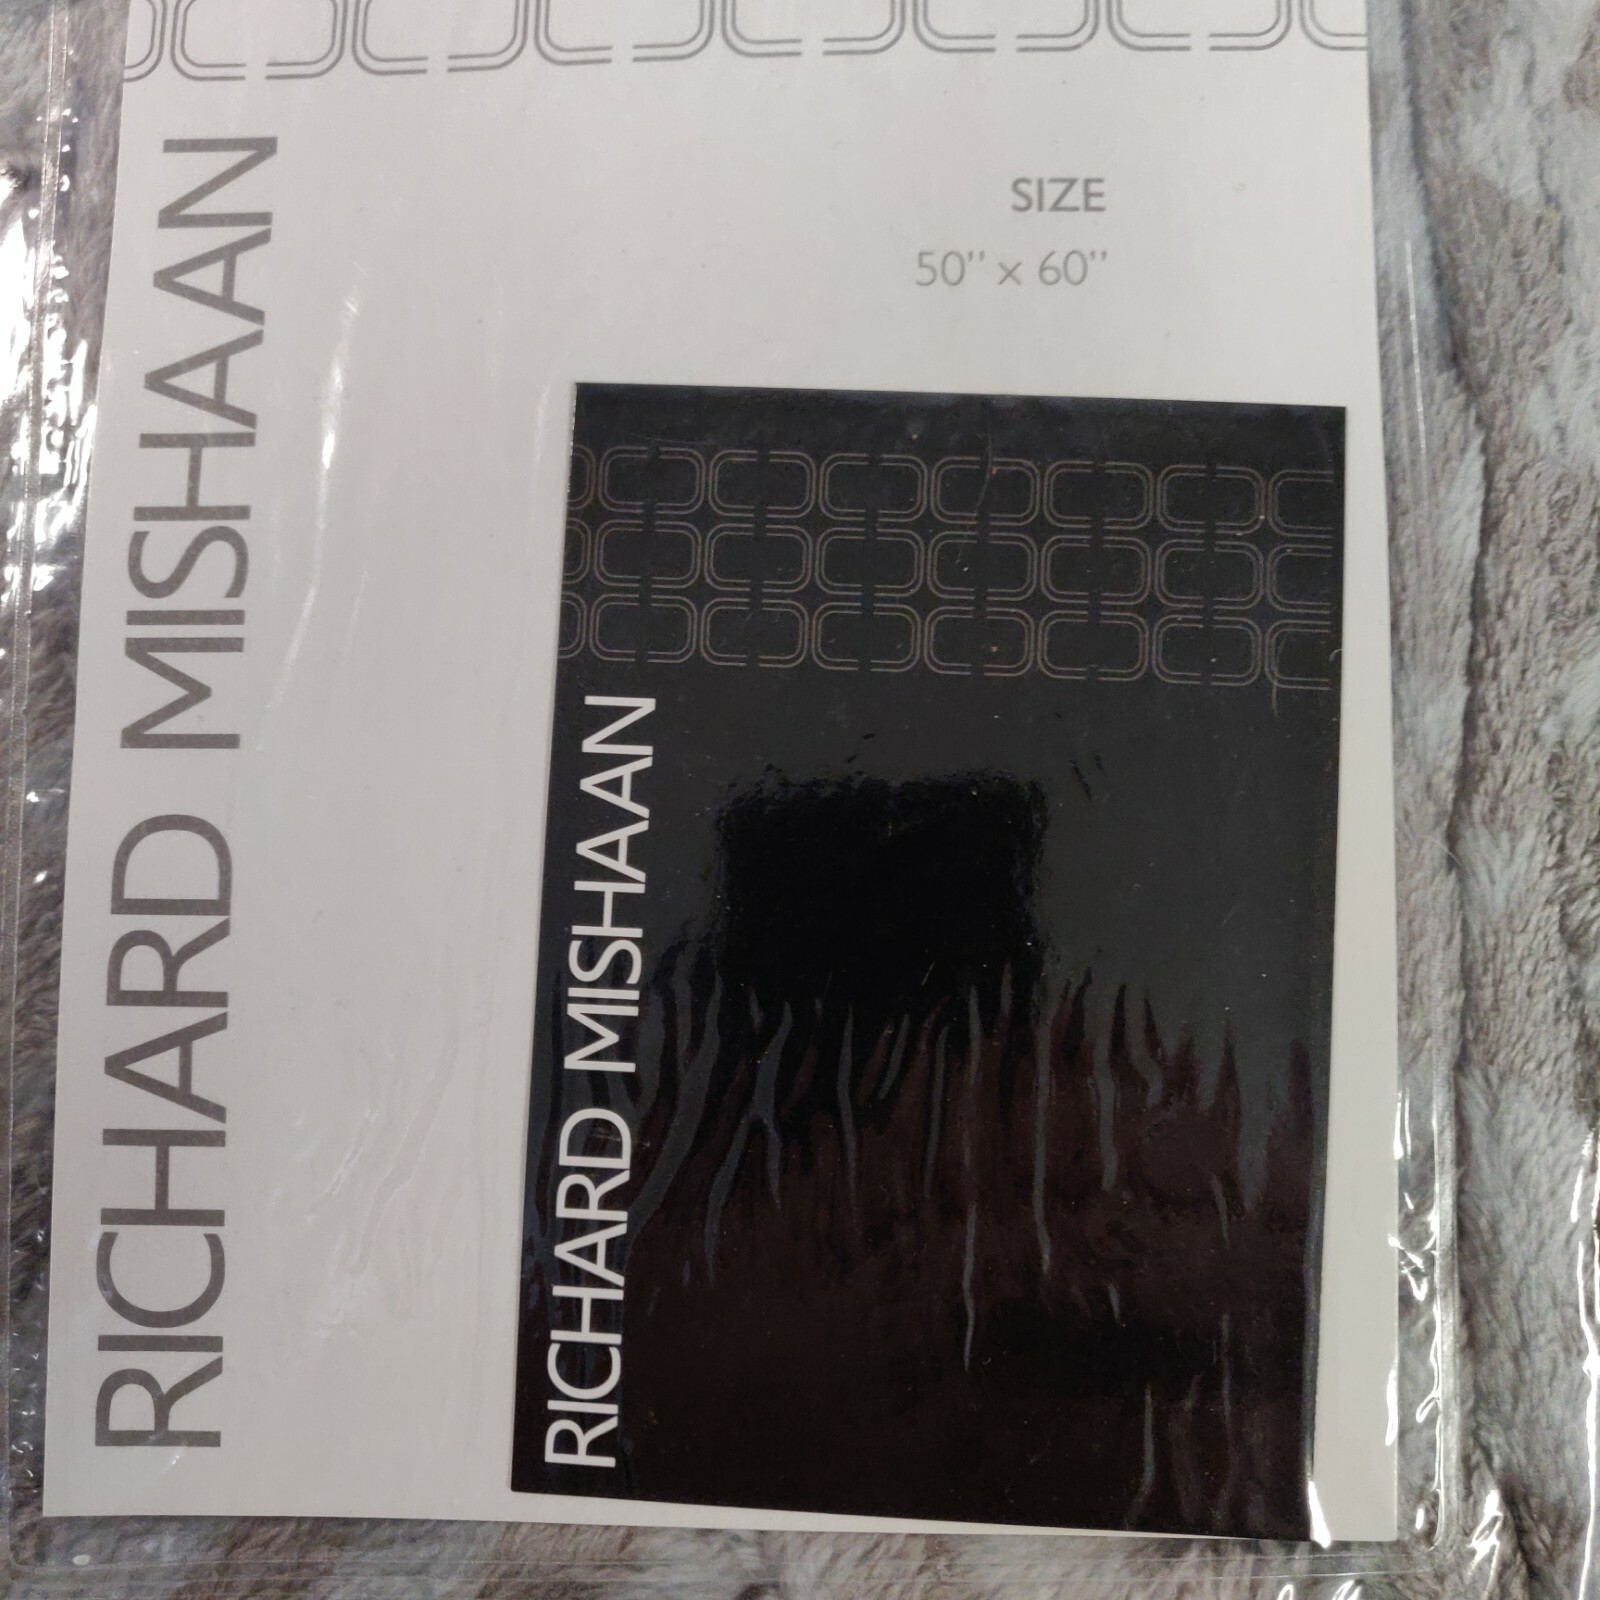 RICHARD MISHAAN
SIZE
50" x 60"
RICHARD MISHAAN